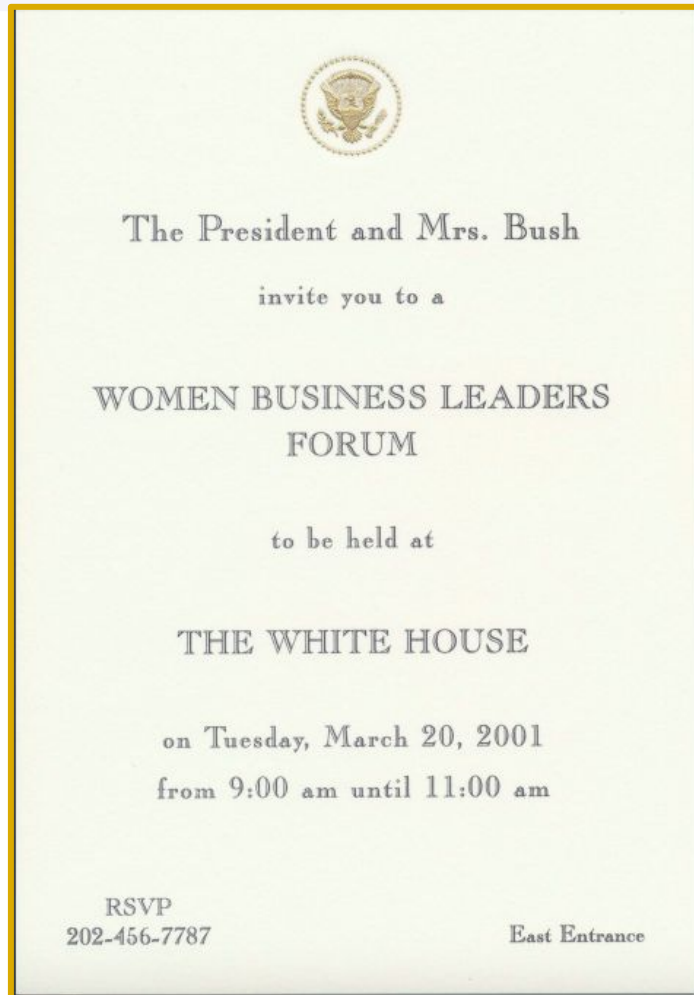 The President and Mrs. Bush
invite you to a
WOMEN BUSINESS LEADERS
FORUM
to be held at
THE WHITE HOUSE
on Tuesday, March 20, 2001
from 9:00 am until 11:00 am
RSVP
202-456-7787
East Entrance